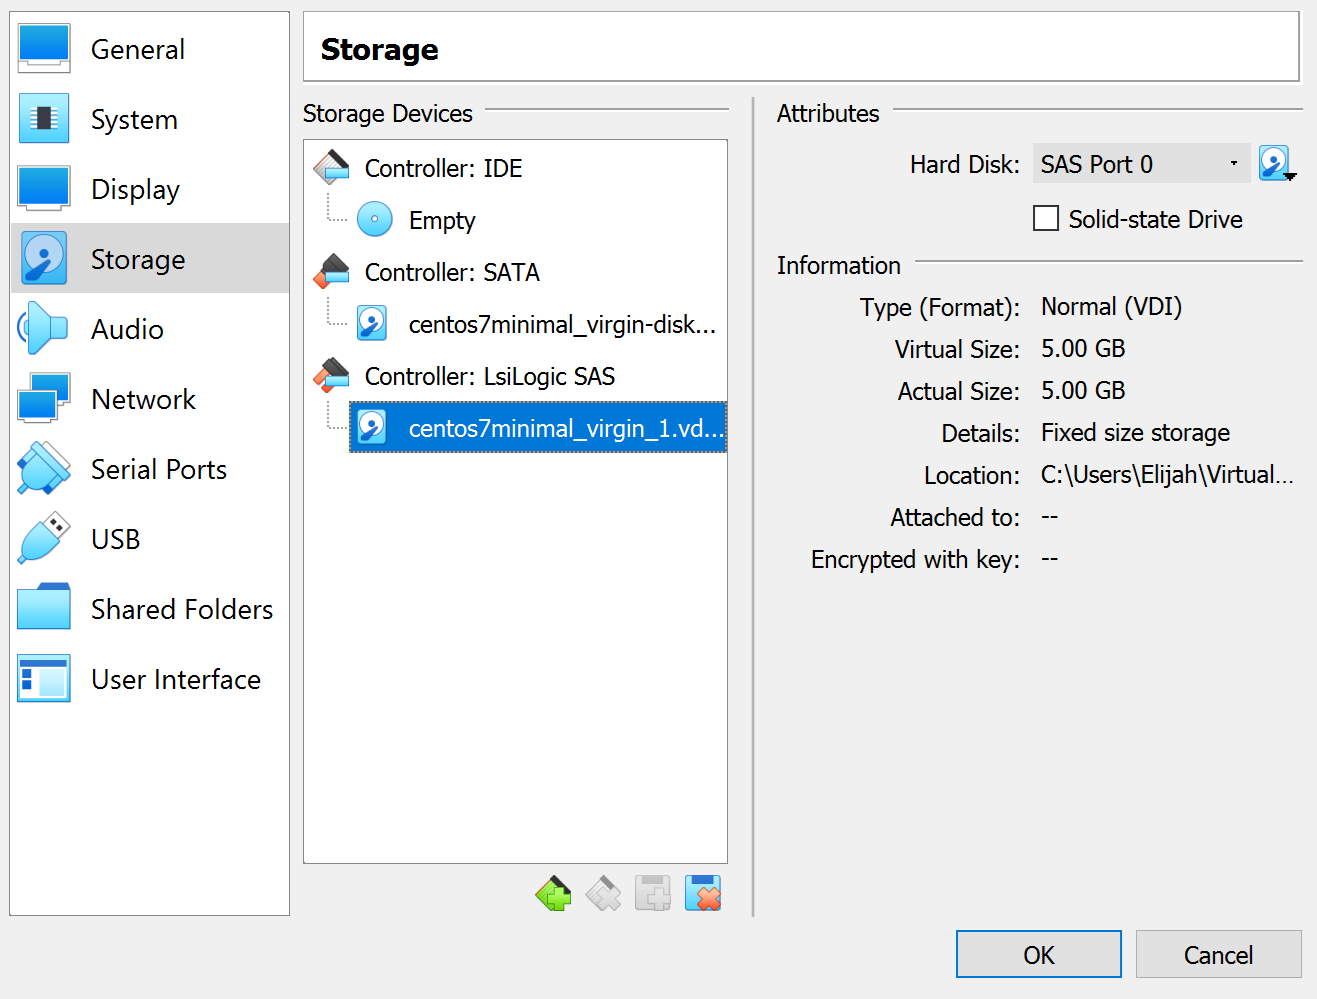 General
System
Display
Storage
Audio
Network
Serial Ports
USB
Shared Folders
User Interface
Storage
Storage Devices
Controller: IDE
Empty
Controller: SATA
centos7minimal_virgin-disk...
Controller: LsiLogic SAS
centos7minimal_virgin_1.vd...
Attributes
Hard Disk: SAS Port 0
Solid-state Drive
Information
Type (Format): Normal (VDI)
Virtual Size: 5.00 GB
Actual Size: 5.00 GB
Details: Fixed size storage
Location: C:\Users\Elijah\Virtual...
Attached to: --
Encrypted with key: --
OK
Cancel